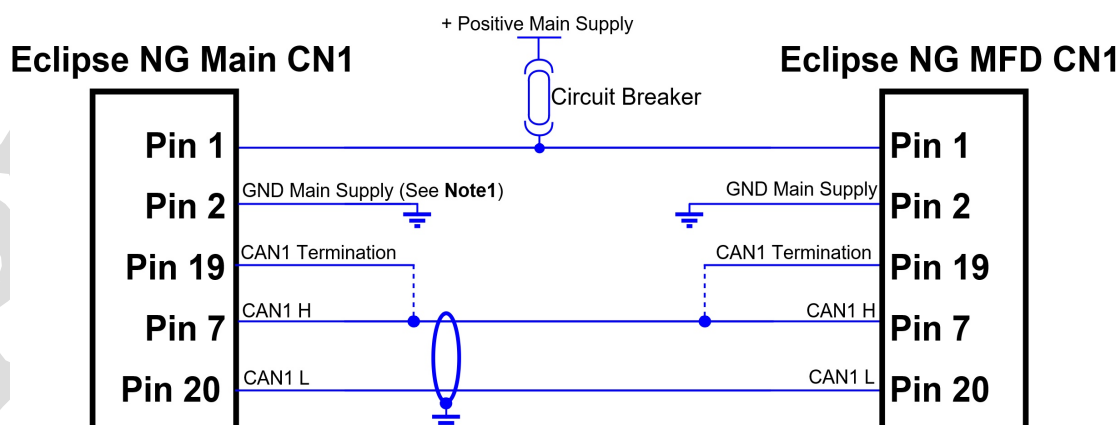 + Positive Main Supply
Eclipse NG Main CN1
Eclipse NG MFD CN1
Circuit Breaker
Pin 1
Pin 1
GND Main Supply (See Note1)
GND Main Supply
Pin 2
Pin 2
CAN1 Termination
CAN1 Termination
Pin 19
Pin 19
CAN1 H
CAN1 H
Pin 7
Pin 7
CAN1 L
CAN1 L
Pin 20
Pin 20